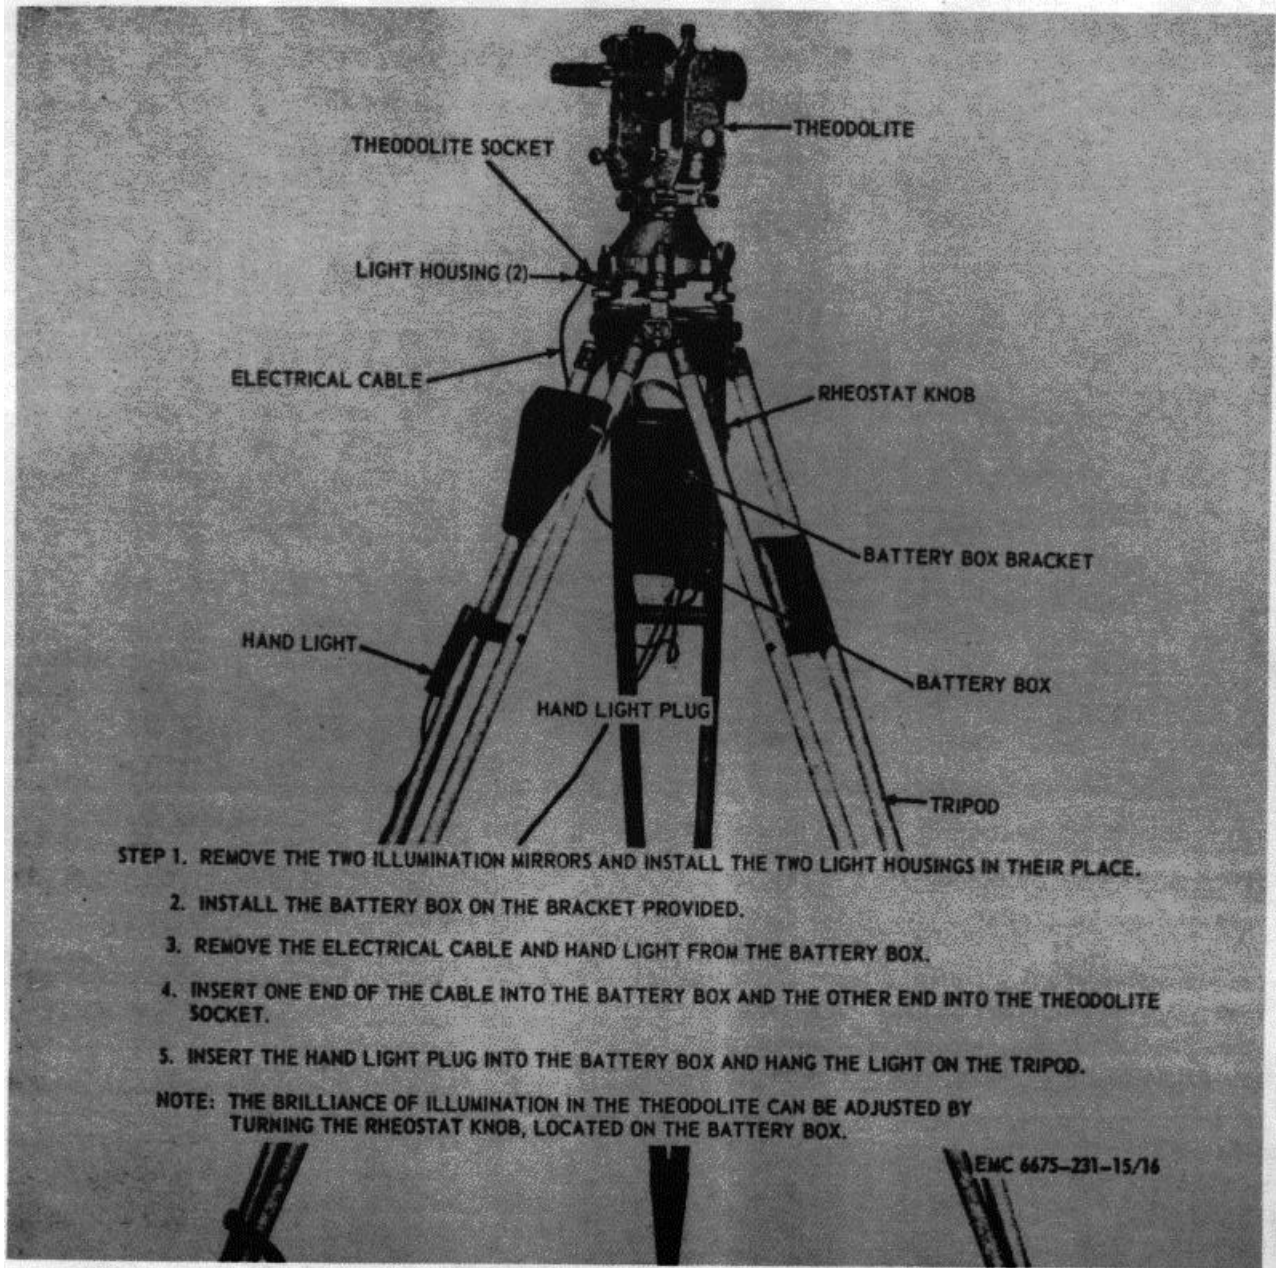 THEODOLITE
THEODOLITE SOCKET
LIGHT HOUSING (2)
ELECTRICAL CABLE
RHEOSTAT KNOB
BATTERY BOX BRACKET
HAND LIGHT
BATTERY BOX
HAND LIGHT PLUG
TRIPOD
STEP 1. REMOVE THE TWO ILLUMINATION MIRRORS AND INSTALL THE TWO LIGHT HOUSINGS IN THEIR PLACE.
2. INSTALL THE BATTERY BOX ON THE BRACKET PROVIDED.
3. REMOVE THE ELECTRICAL CABLE AND HAND LIGHT FROM THE BATTERY BOX.
4. INSERT ONE END OF THE CABLE INTO THE BATTERY BOX AND THE OTHER END INTO THE THEODOLITE
SOCKET.
5. INSERT THE HAND LIGHT PLUG INTO THE BATTERY BOX AND HANG THE LIGHT ON THE TRIPOD.
NOTE: THE BRILLIANCE OF ILLUMINATION IN THE THEODOLITE CAN BE ADJUSTED BY
TURNING THE RHEOSTAT KNOB, LOCATED ON THE BATTERY BOX.
EMC 6675-231-15/16